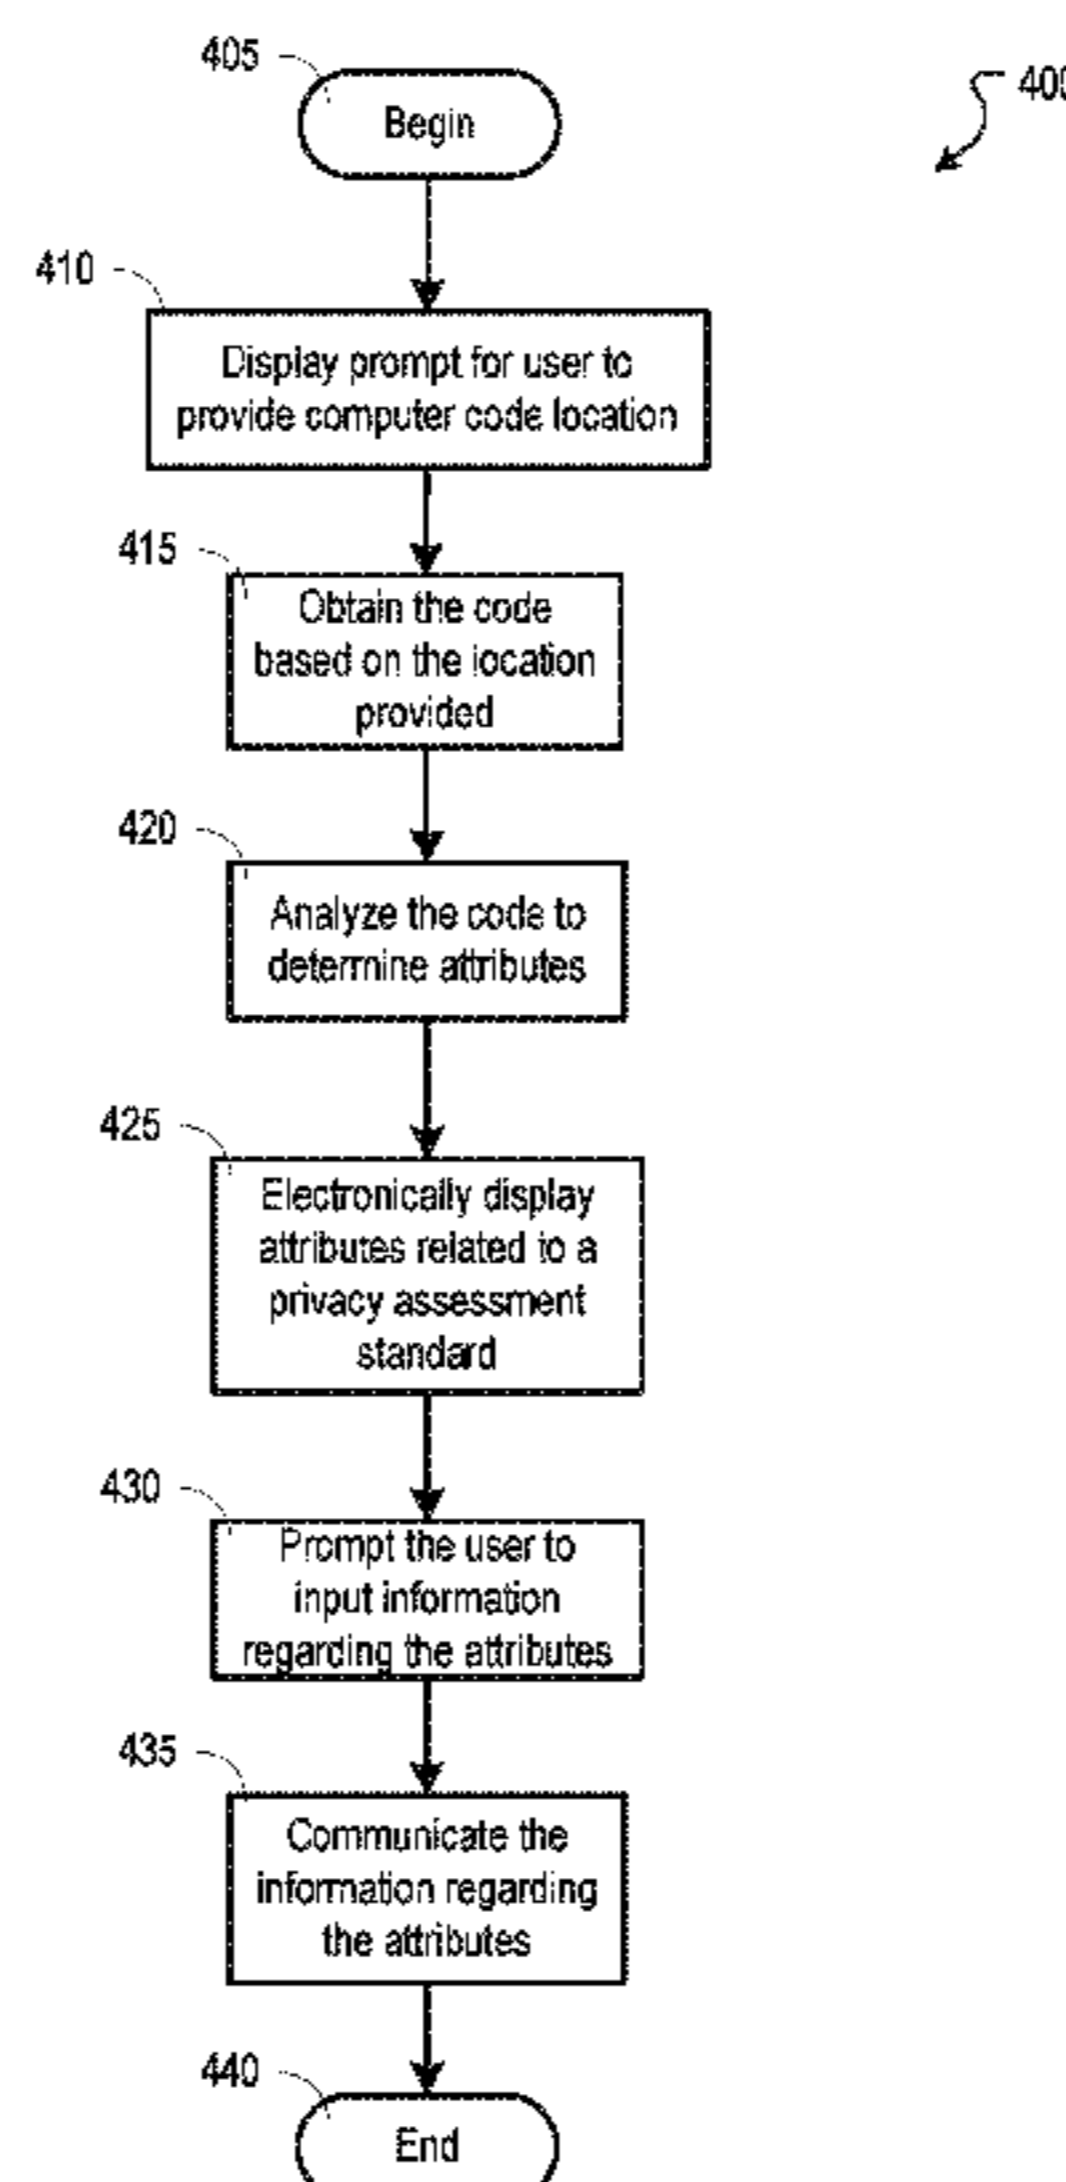 405
Begin
400
410
Display prompt for user to
provide computer code location
415
Obtain the code
based on the location
provided
420
Analyze the code to
determine attributes
425
Electronically display
attributes related to a
privacy assessment
standard
430
Prompt the user to
input information
regarding the attributes
435
Communicate the
information regarding
the attributes
440
End